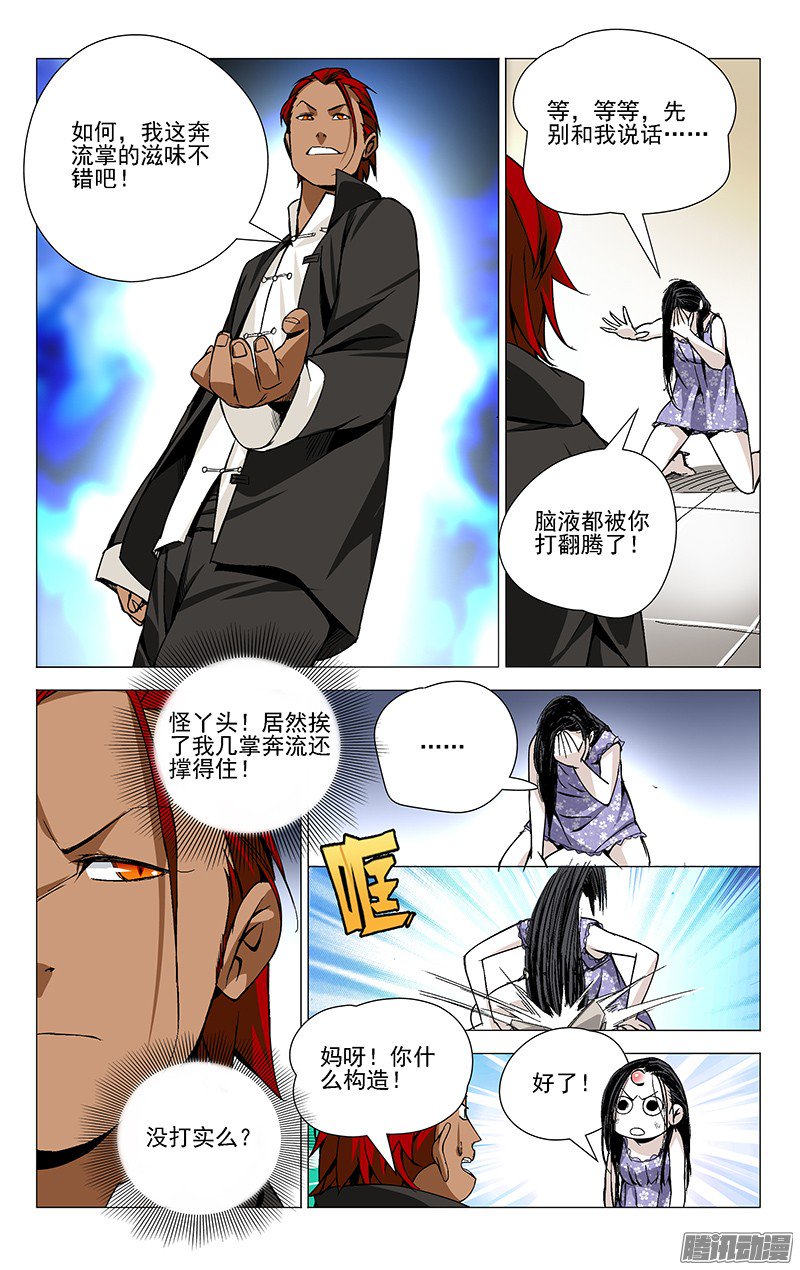 如何，我这奔
流掌的滋味不
错吧！
等，等等，先
别和我说话……
脑液都被你
打翻腾了！
怪丫头！居然挨
了我几掌奔流还
撑得住！
……
哐
没打实么？
妈呀！你什
么构造！
好了！
腾讯动漫